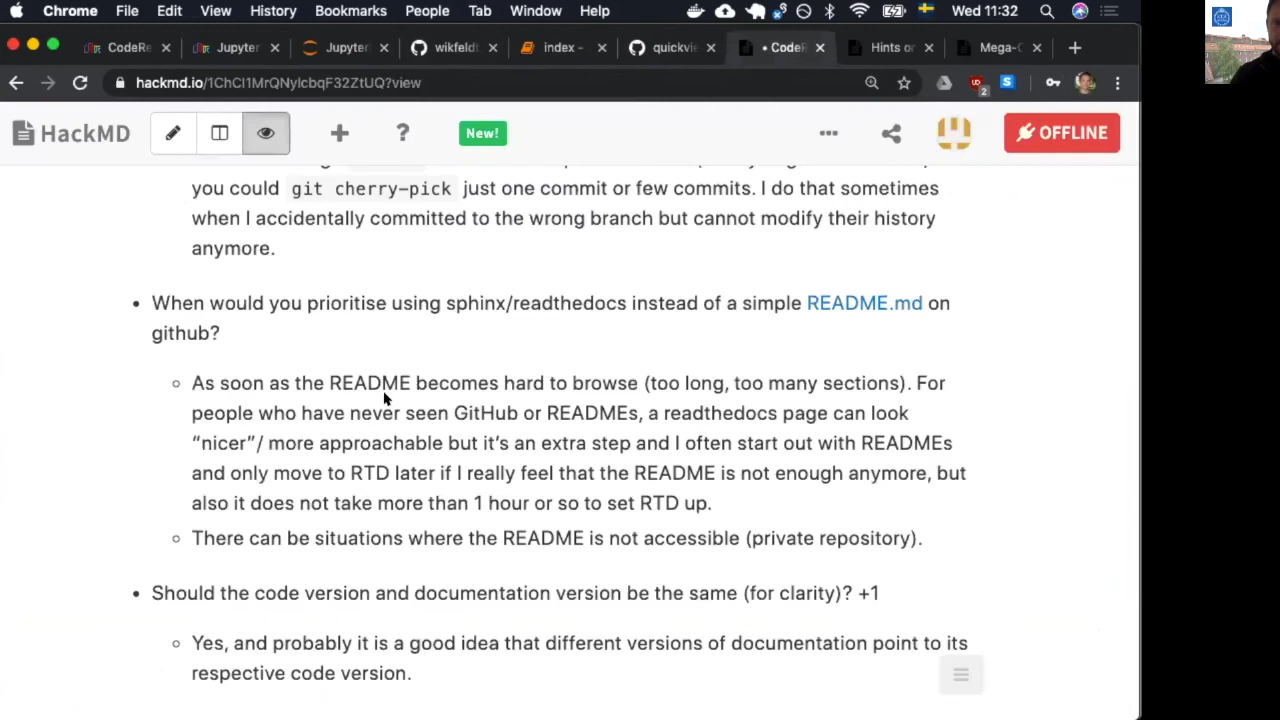 Chrome File Edit View History Bookmarks People Tab Window Help Wed 11:32
CodeRe Jupyter Jupyter wikfeldt index - quickvie • CodeR Hints or Mega-C
hackmd.io/1ChCl1MrQNylcbqF32ZtUQ?view 2
HackMD New! OFFLINE
you could git cherry-pick just one commit or few commits. I do that sometimes
when I accidentally committed to the wrong branch but cannot modify their history
anymore.
• When would you prioritise using sphinx/readthedocs instead of a simple README.md on
github?
◦ As soon as the README becomes hard to browse (too long, too many sections). For
people who have never seen GitHub or READMEs, a readthedocs page can look
“nicer”/ more approachable but it’s an extra step and I often start out with READMEs
and only move to RTD later if I really feel that the README is not enough anymore, but
also it does not take more than 1 hour or so to set RTD up.
◦ There can be situations where the README is not accessible (private repository).
• Should the code version and documentation version be the same (for clarity)? +1
◦ Yes, and probably it is a good idea that different versions of documentation point to its
respective code version.